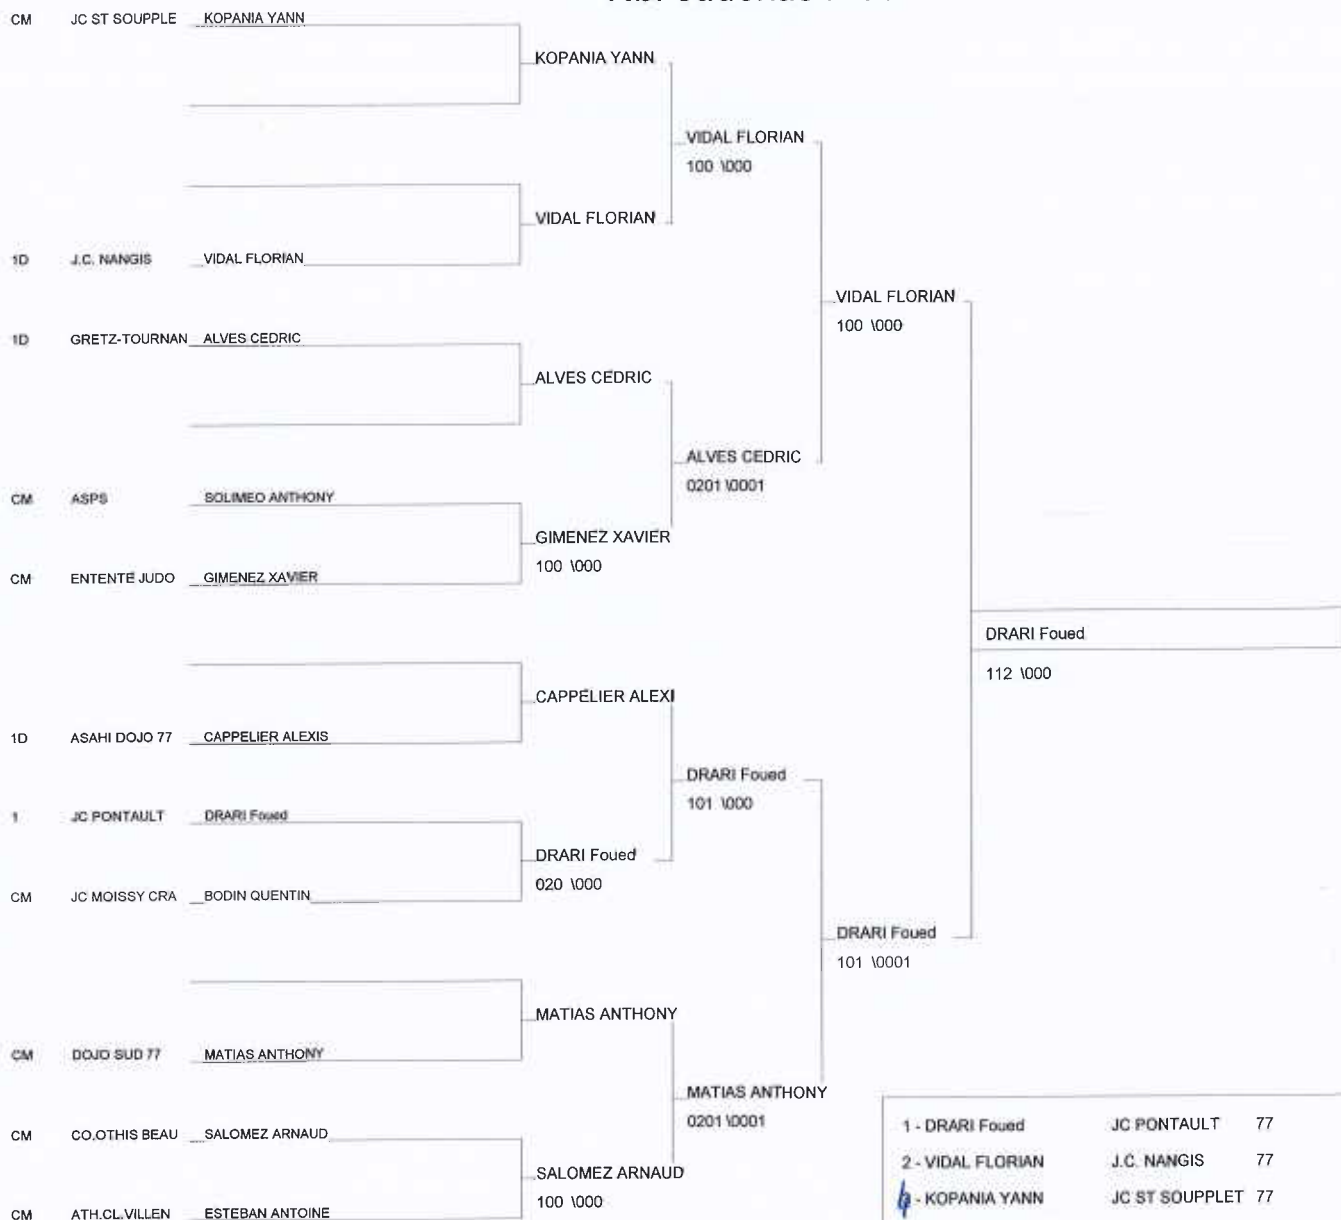 CM JC ST SOUPPLE KOPANIA YANN
KOPANIA YANN
VIDAL FLORIAN
100 \000
VIDAL FLORIAN
1D J.C. NANGIS VIDAL FLORIAN
VIDAL FLORIAN
100 \000
1D GRETZ-TOURNAN ALVES CEDRIC
ALVES CEDRIC
ALVES CEDRIC
0201 \0001
CM ASPS SOLIMEO ANTHONY
GIMENEZ XAVIER
100 \000
CM ENTENTE JUDO GIMENEZ XAVIER
DRARI Foued
112 \000
CAPPELIER ALEXI
1D ASAHI DOJO 77 CAPPELIER ALEXIS
DRARI Foued
101 \000
1 JC PONTAULT DRARI Foued
DRARI Foued
020 \000
CM JC MOISSY CRA BODIN QUENTIN
DRARI Foued
101 \0001
MATIAS ANTHONY
CM DOJO SUD 77 MATIAS ANTHONY
MATIAS ANTHONY
0201 \0001
CM CO.OTHIS BEAU SALOMEZ ARNAUD
SALOMEZ ARNAUD
100 \000
CM ATH.CL.VILLEN ESTEBAN ANTOINE
1 - DRARI Foued JC PONTAULT 77
2 - VIDAL FLORIAN J.C. NANGIS 77
- KOPANIA YANN JC ST SOUPPLET 77